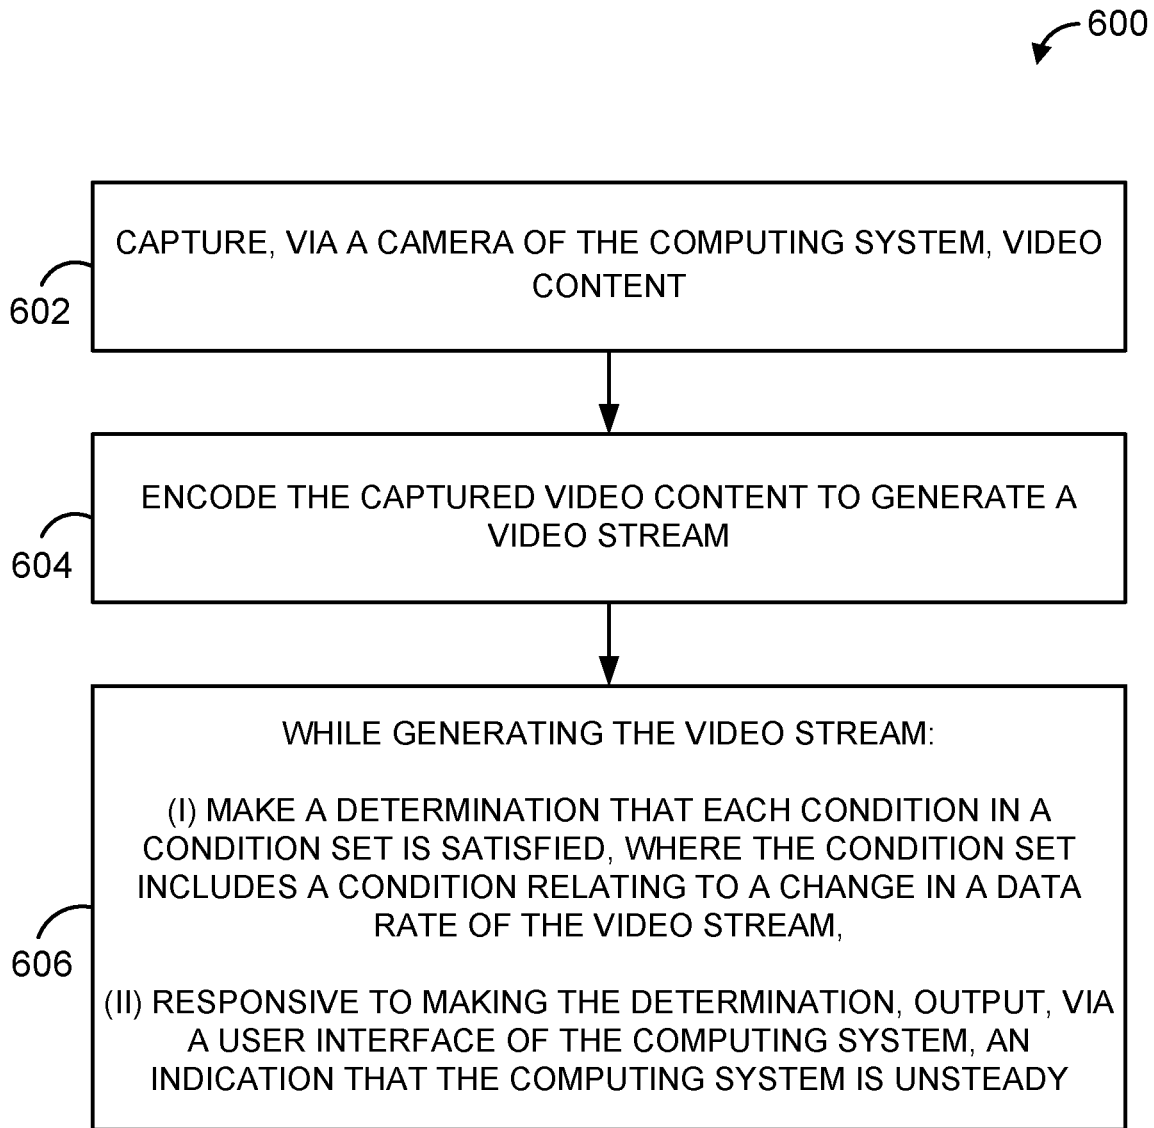 600
CAPTURE, VIA A CAMERA OF THE COMPUTING SYSTEM, VIDEO
CONTENT
602
ENCODE THE CAPTURED VIDEO CONTENT TO GENERATE A
VIDEO STREAM
604
WHILE GENERATING THE VIDEO STREAM:
(I) MAKE A DETERMINATION THAT EACH CONDITION IN A
CONDITION SET IS SATISFIED, WHERE THE CONDITION SET
INCLUDES A CONDITION RELATING TO A CHANGE IN A DATA
RATE OF THE VIDEO STREAM,
606
(II) RESPONSIVE TO MAKING THE DETERMINATION, OUTPUT, VIA
A USER INTERFACE OF THE COMPUTING SYSTEM, AN
INDICATION THAT THE COMPUTING SYSTEM IS UNSTEADY